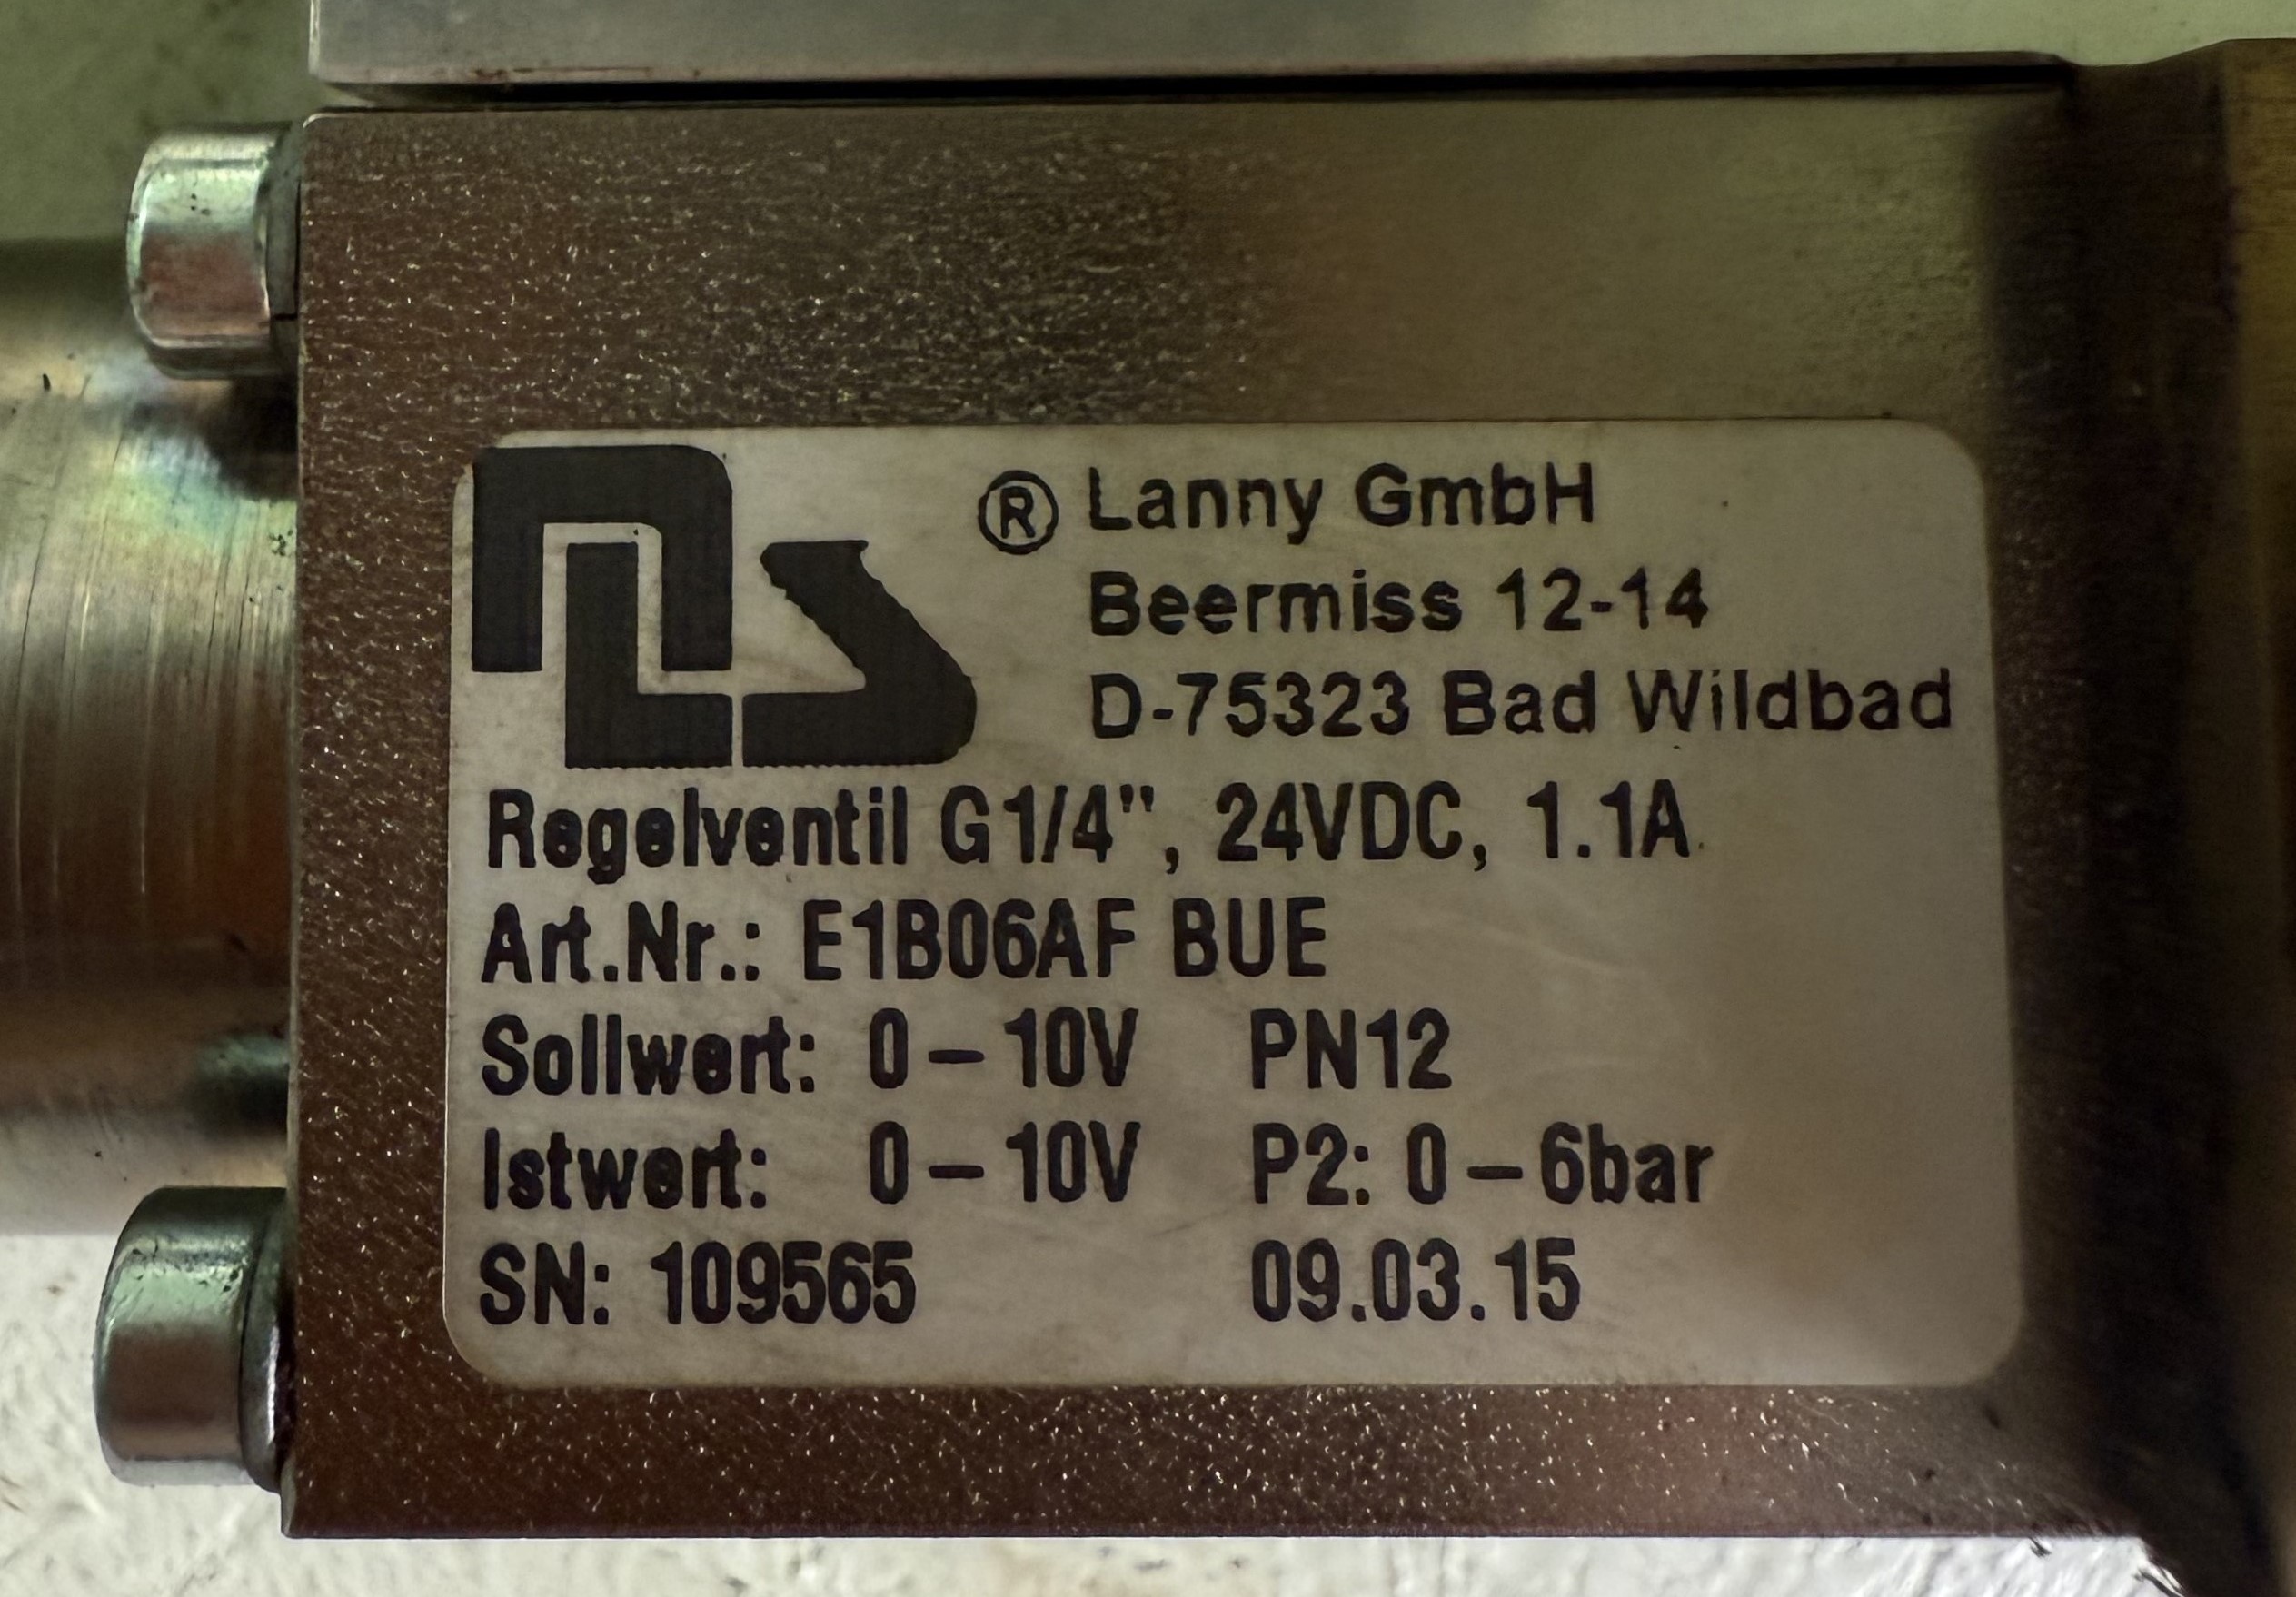 ® Lanny GmbH
Beermiss 12-14
D-75323 Bad Wildbad
Regelventil G1/4", 24VDC, 1.1A
Art.Nr.: E1B06AF BUE
Sollwert: 0 – 10V PN12
Istwert: 0 – 10V P2: 0 – 6bar
SN: 109565 09.03.15